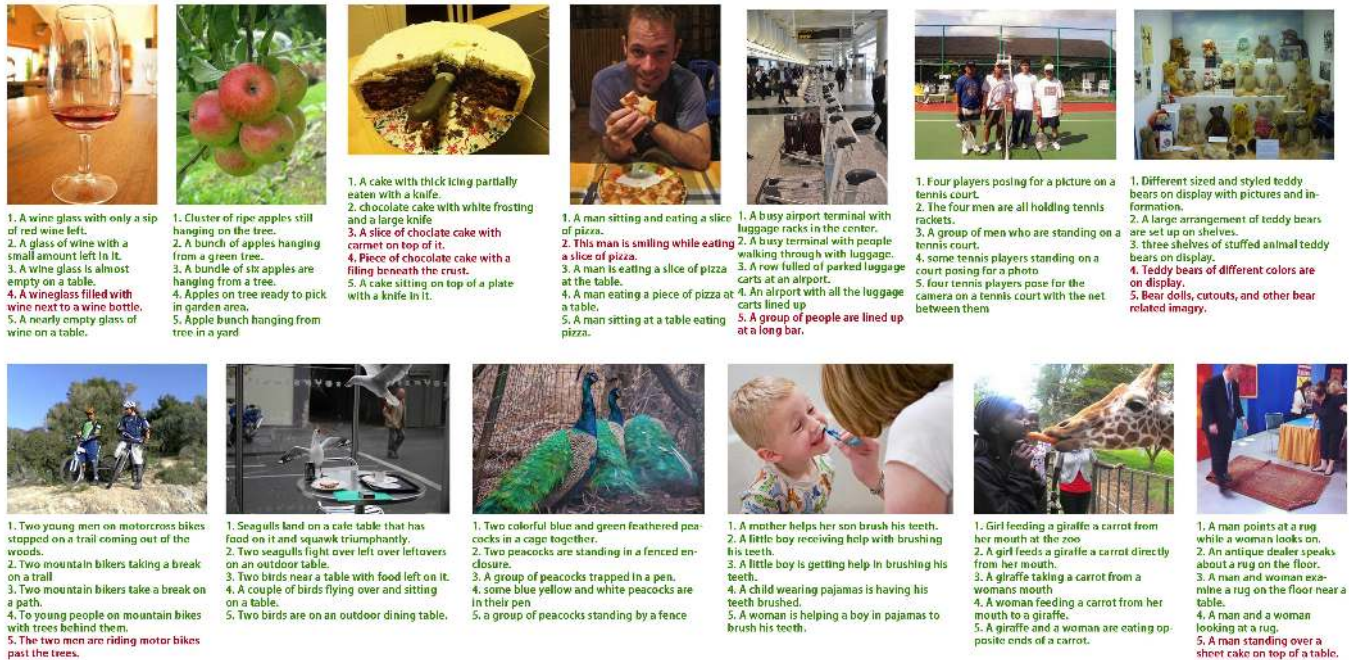 1. A wine glass with only a sip
of red wine left.
2. A glass of wine with a
small amount left in it.
3. A wine glass is almost
empty on a table.
4. A wineglass filled with
wine next to a wine bottle.
5. A nearly empty glass of
wine on a table.
1. Cluster of ripe apples still
hanging on the tree.
2. A bunch of apples hanging
from a green tree.
3. A bundle of six apples are
hanging from a tree.
4. Apples on tree ready to pick
in garden area.
5. Apple bunch hanging from
tree in a yard
1. A cake with thick icing partially
eaten with a knife.
2. chocolate cake with white frosting
and a large knife
3. A slice of choclate cake with
carmet on top of it.
4. Piece of chocolate cake with a
filing beneath the crust.
5. A cake sitting on top of a plate
with a knife in it.
1. A man sitting and eating a slice
of pizza.
2. This man is smiling while eating
a slice of pizza.
3. A man is eating a slice of pizza
at the table.
4. A man eating a piece of pizza at
a table.
5. A man sitting at a table eating
pizza.
1. A busy airport terminal with
luggage racks in the center.
2. A busy terminal with people
walking through with luggage.
3. A row fulled of parked luggage
carts at an airport.
4. An airport with all the luggage
carts lined up
5. A group of people are lined up
at a long bar.
1. Four players posing for a picture on a
tennis court.
2. The four men are all holding tennis
rackets.
3. A group of men who are standing on a
tennis court.
4. some tennis players standing on a
court posing for a photo
5. four tennis players pose for the
camera on a tennis court with the net
between them
1. Different sized and styled teddy
bears on display with pictures and in-
formation.
2. A large arrangement of teddy bears
are set up on shelves.
3. three shelves of stuffed animal teddy
bears on display.
4. Teddy bears of different colors are
on display.
5. Bear dolls, cutouts, and other bear
related imagry.
1. Two young men on motorcross bikes
stopped on a trail coming out of the
woods.
2. Two mountain bikers taking a break
on a trail
3. Two mountain bikers take a break on
a path.
4. To young people on mountain bikes
with trees behind them.
5. The two men are riding motor bikes
past the trees.
1. Seagulls land on a cafe table that has
food on it and squawk triumphantly.
2. Two seagulls fight over left over leftovers
on an outdoor table.
3. Two birds near a table with food left on it.
4. A couple of birds flying over and sitting
on a table.
5. Two birds are on an outdoor dining table.
1. Two colorful blue and green feathered pea-
cocks in a cage together.
2. Two peacocks are standing in a fenced en-
closure.
3. A group of peacocks trapped in a pen.
4. some blue yellow and white peacocks are
in their pen
5. a group of peacocks standing by a fence
1. A mother helps her son brush his teeth.
2. A little boy receiving help with brushing
his teeth.
3. A little boy is getting help in brushing his
teeth.
4. A child wearing pajamas is having his
teeth brushed.
5. A woman is helping a boy in pajamas to
brush his teeth.
1. Girl feeding a giraffe a carrot from
her mouth at the zoo
2. A girl feeds a giraffe a carrot directly
from her mouth.
3. A giraffe taking a carrot from a
womans mouth
4. A woman feeding a carrot from her
mouth to a giraffe.
5. A giraffe and a woman are eating op-
posite ends of a carrot.
1. A man points at a rug
while a woman looks on.
2. An antique dealer speaks
about a rug on the floor.
3. A man and woman exa-
mine a rug on the floor near a
table.
4. A man and a woman
looking at a rug.
5. A man standing over a
sheet cake on top of a table.